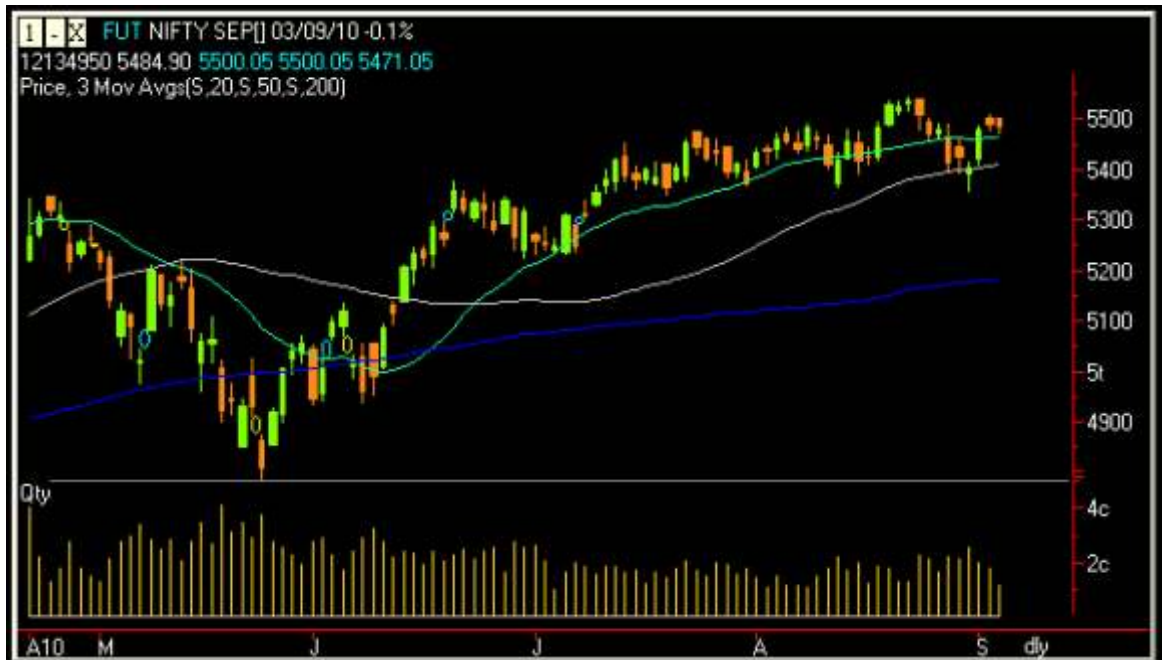 1 - X FUT NIFTY SEP[] 03/09/10 -0.1%
12134950 5484.90 5500.05 5500.05 5471.05
Price, 3 Mov Avgs(S,20,S,50,S,200)
5500
5400
5300
5200
5100
5t
4900
Qty
4c
2c
A10 M J J A S dly